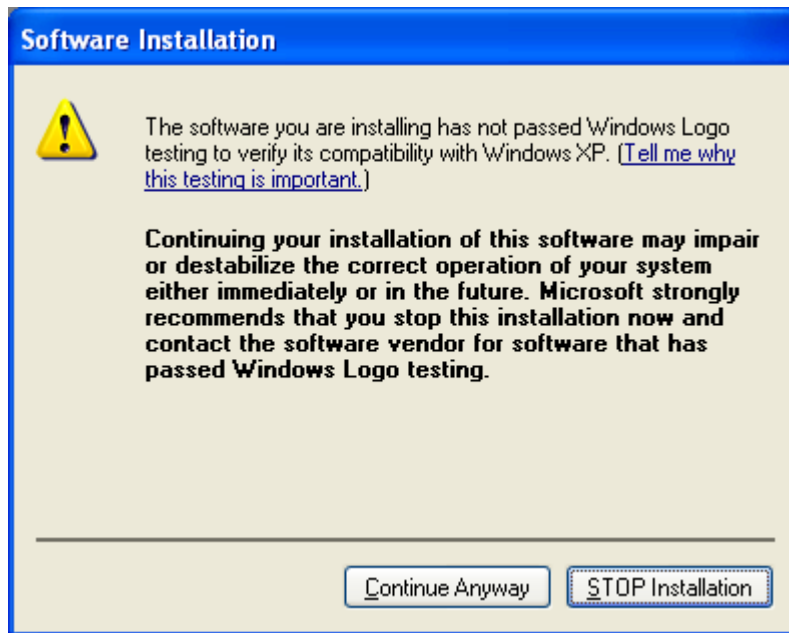 Software Installation
The software you are installing has not passed Windows Logo
testing to verify its compatibility with Windows XP. (Tell me why
this testing is important.)
Continuing your installation of this software may impair
or destabilize the correct operation of your system
either immediately or in the future. Microsoft strongly
recommends that you stop this installation now and
contact the software vendor for software that has
passed Windows Logo testing.
Continue Anyway
STOP Installation